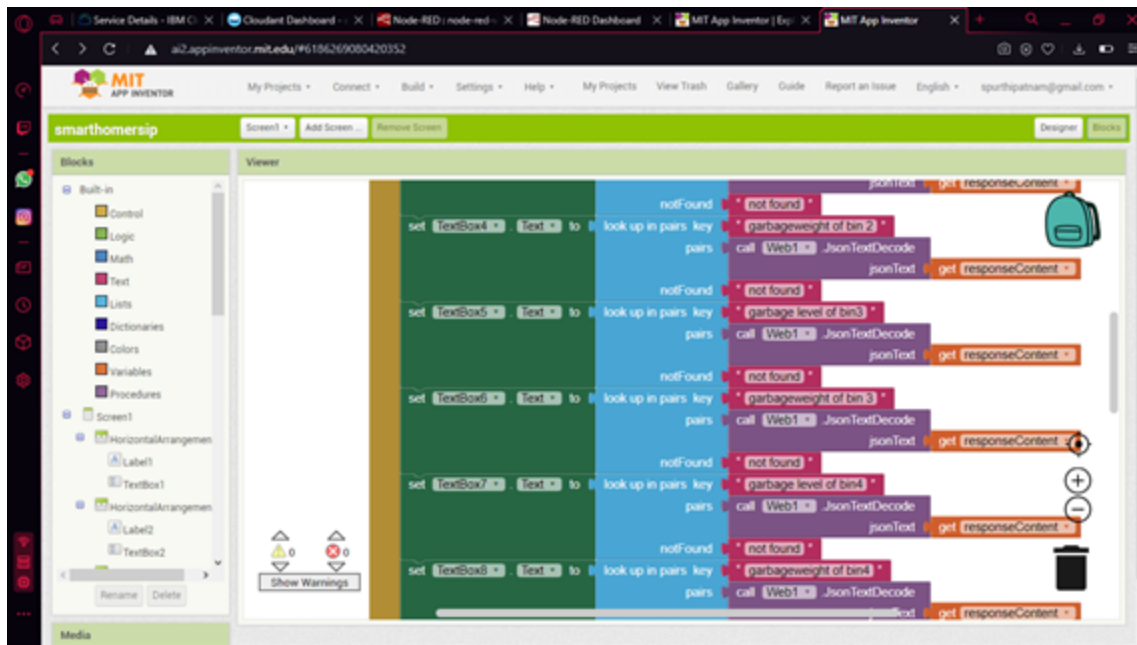 Service Details - IBM Cl
Cloudant Dashboard -
Node-RED : node-red-
Node-RED Dashboard
MIT App Inventor | Exp
MIT App Inventor
ai2.appinventor.mit.edu/#6186269080420352
MIT
APP INVENTOR
My Projects Connect Build Settings Help My Projects View Trash Gallery Guide Report an Issue English spurthipatnam@gmail.com
smarthomersip
Screen1 Add Screen ... Remove Screen
Designer Blocks
Blocks
Built-in
Control
Logic
Math
Text
Lists
Dictionaries
Colors
Variables
Procedures
Screen1
HorizontalArrangemen
Label1
TextBox1
HorizontalArrangemen
Label2
TextBox2
Rename Delete
Media
Viewer
jsonText get responseContent
notFound " not found "
set TextBox4 . Text to look up in pairs key " garbageweight of bin 2 "
pairs call Web1 .JsonTextDecode
jsonText get responseContent
notFound " not found "
set TextBox5 . Text to look up in pairs key " garbage level of bin3 "
pairs call Web1 .JsonTextDecode
jsonText get responseContent
notFound " not found "
set TextBox6 . Text to look up in pairs key " garbageweight of bin 3 "
pairs call Web1 .JsonTextDecode
jsonText get responseContent
notFound " not found "
set TextBox7 . Text to look up in pairs key " garbage level of bin4 "
pairs call Web1 .JsonTextDecode
jsonText get responseContent
notFound " not found "
set TextBox8 . Text to look up in pairs key " garbageweight of bin4 "
pairs call Web1 .JsonTextDecode
jsonText get responseContent
0 0
Show Warnings